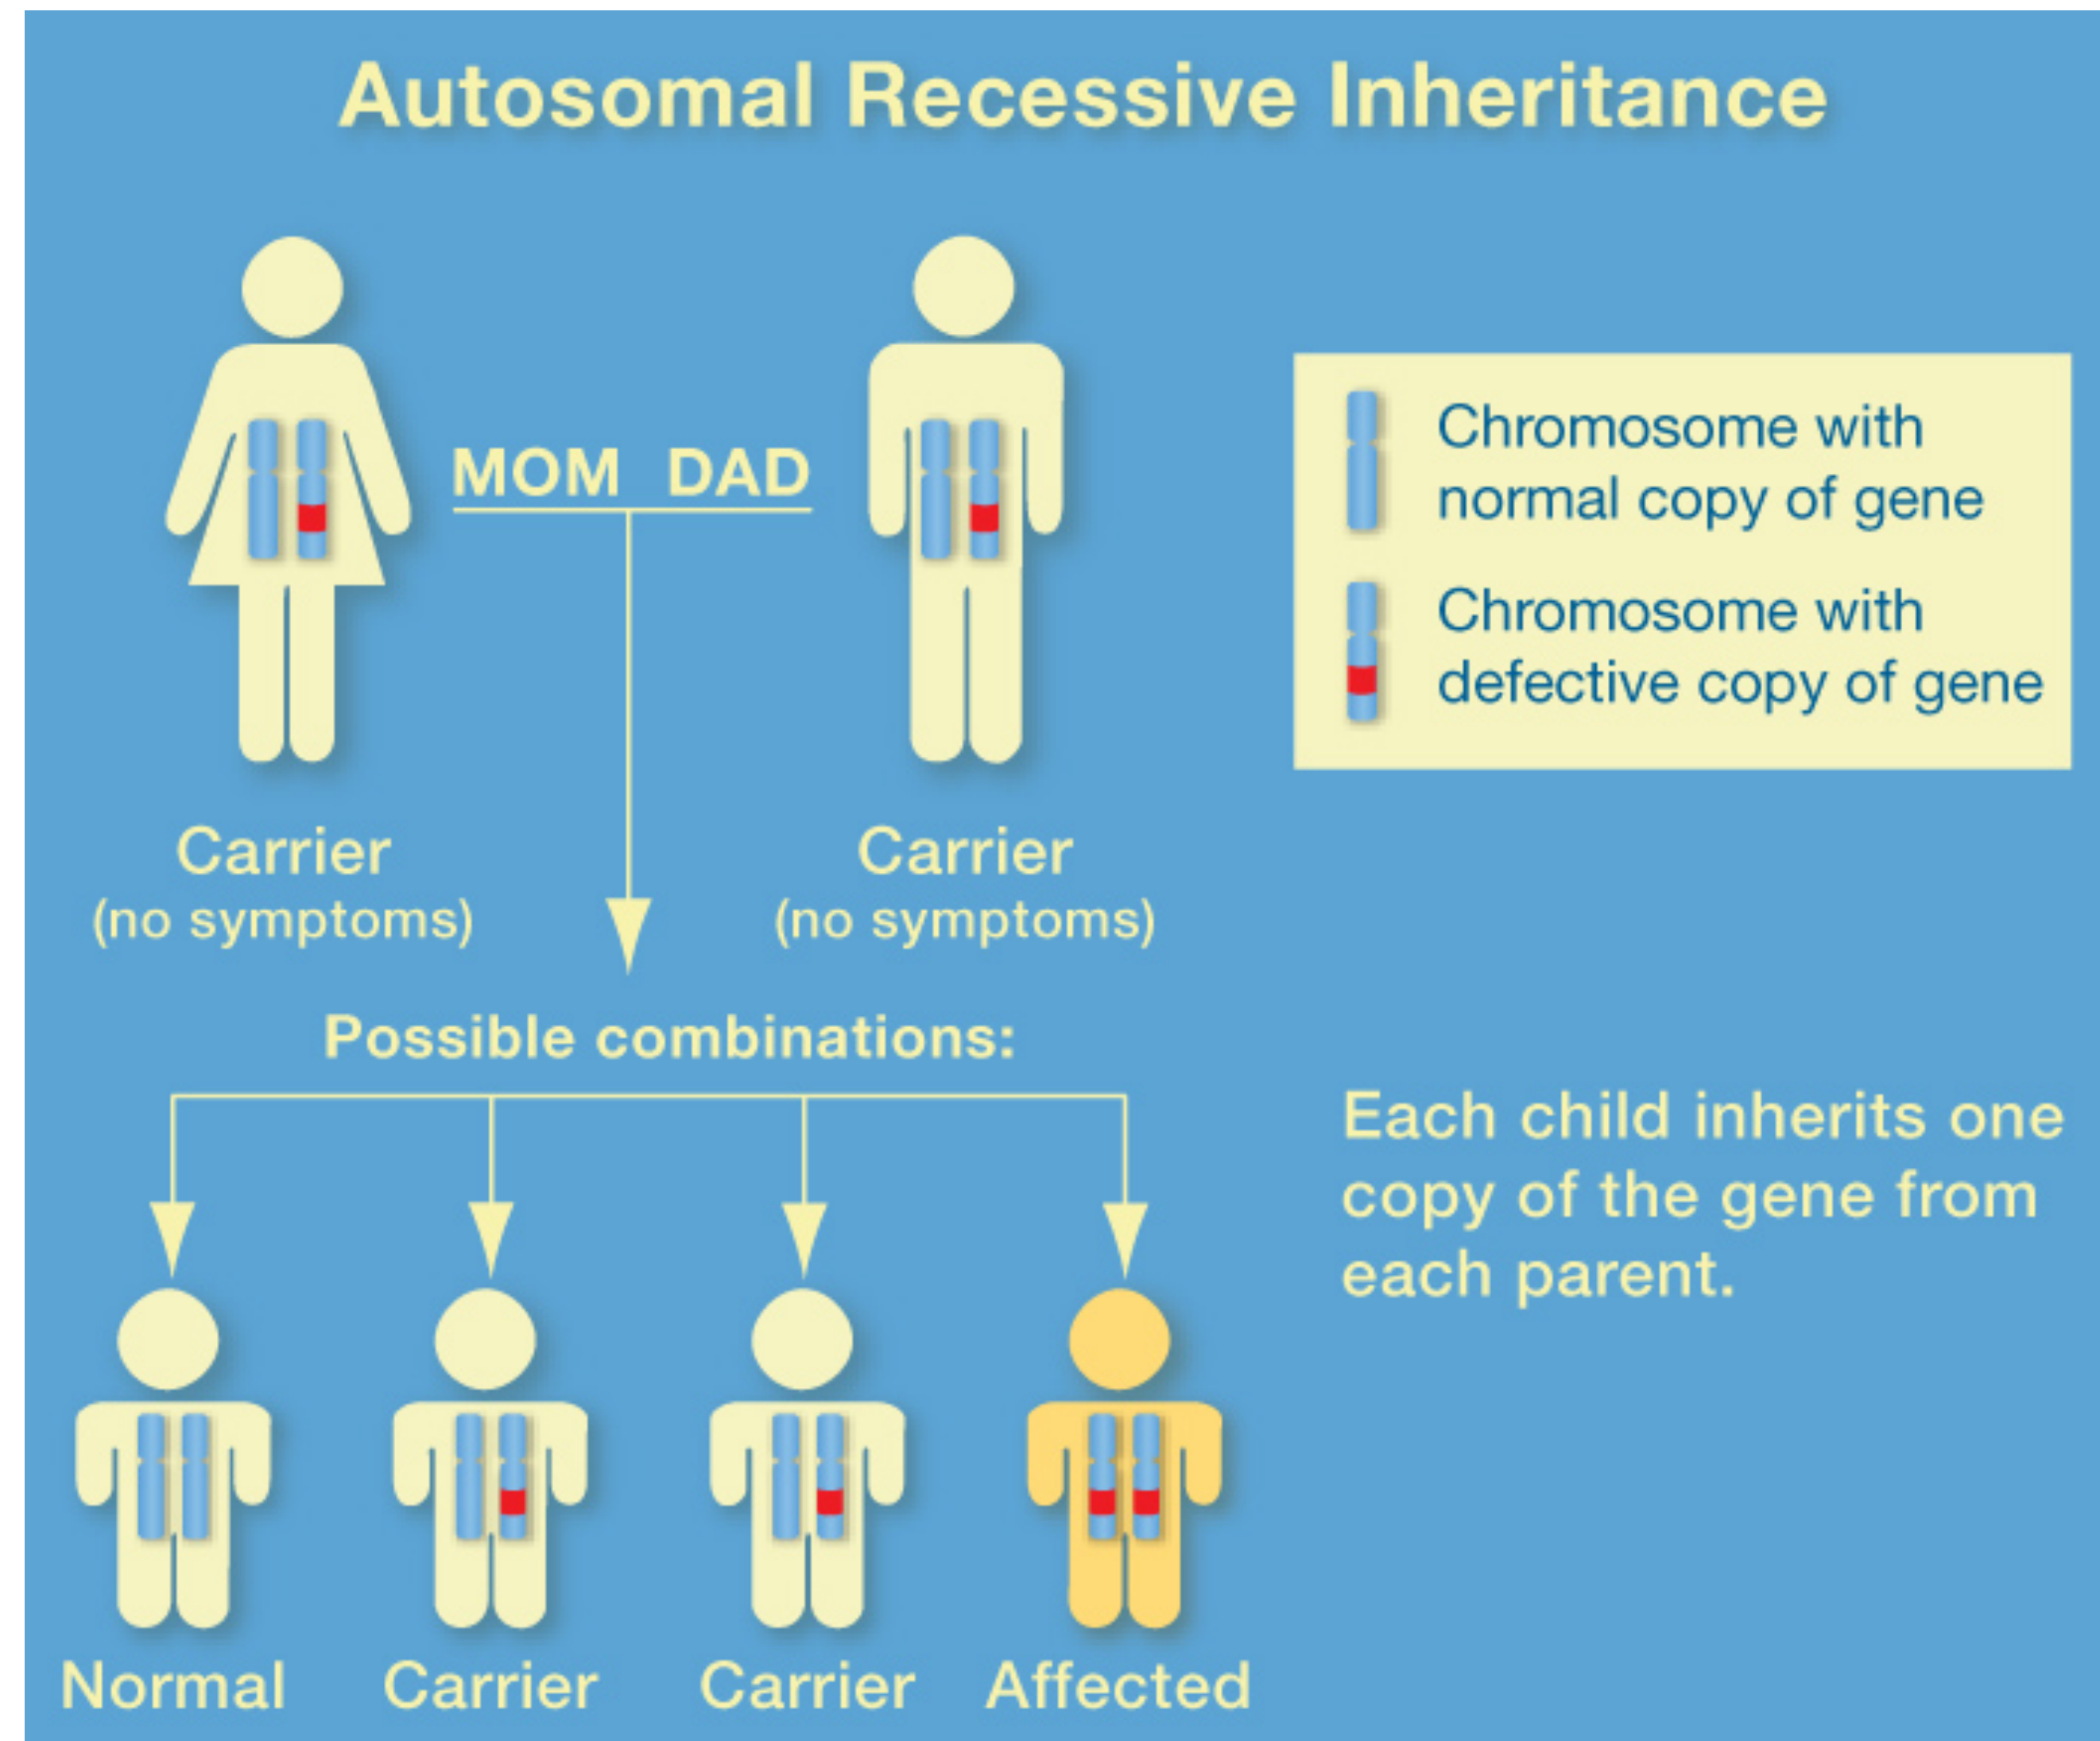 Autosomal Recessive Inheritance
MOM DAD
Chromosome with
normal copy of gene
Chromosome with
defective copy of gene
Carrier
(no symptoms)
Carrier
(no symptoms)
Possible combinations:
Each child inherits one
copy of the gene from
each parent.
Normal
Carrier
Carrier
Affected